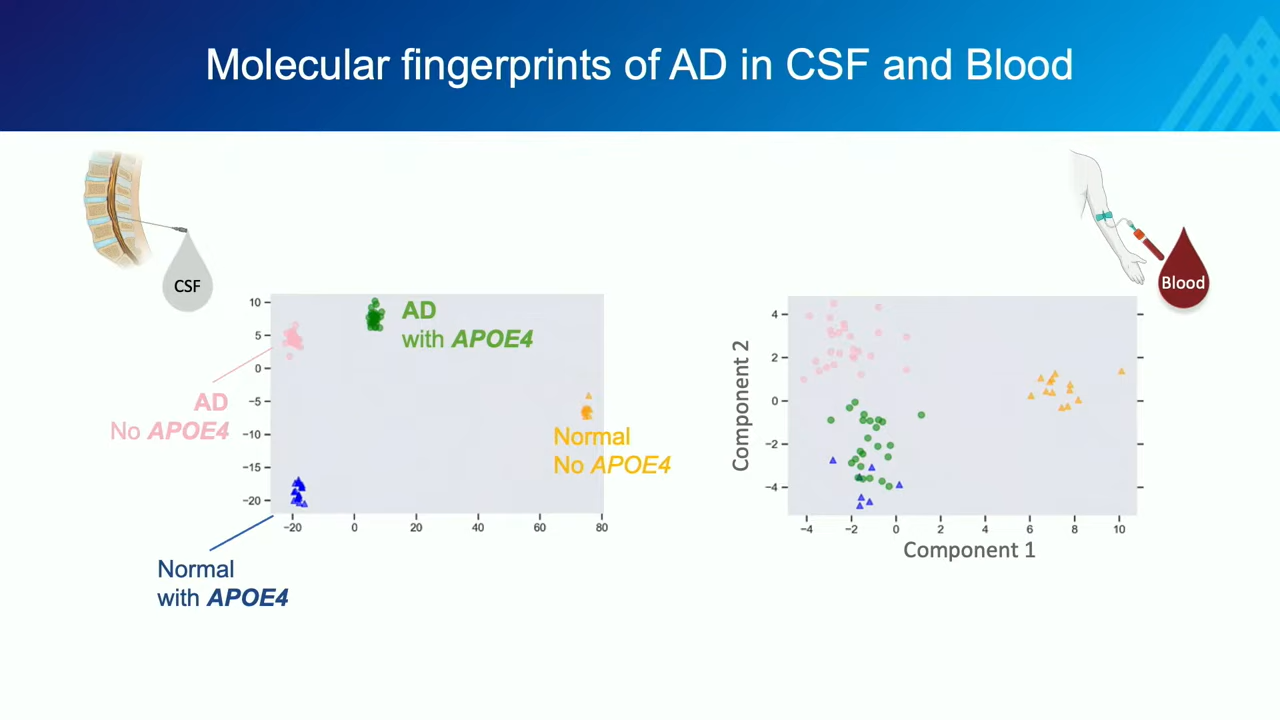 Molecular fingerprints of AD in CSF and Blood
CSF
AD
with APOE4
AD
No APOE4
Normal
No APOE4
Normal
with APOE4
10
5
0
−5
−10
−15
−20
−20
0
20
40
60
80
Blood
Component 2
4
2
0
−2
−4
−4
−2
0
2
4
6
8
10
Component 1